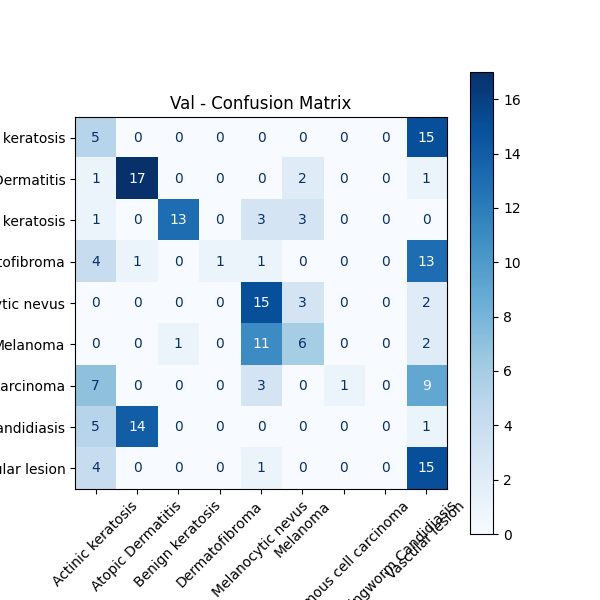 Val - Confusion Matrix
keratosis 5 0 0 0 0 0 0 0 15
Dermatitis 1 17 0 0 0 2 0 0 1
keratosis 1 0 13 0 3 3 0 0 0
tofibroma 4 1 0 1 1 0 0 0 13
ytic nevus 0 0 0 0 15 3 0 0 2
Melanoma 0 0 1 0 11 6 0 0 2
arcinoma 7 0 0 0 3 0 1 0 9
andidiasis 5 14 0 0 0 0 0 0 1
ular lesion 4 0 0 0 1 0 0 0 15
Actinic keratosis
Atopic Dermatitis
Benign keratosis
Dermatofibroma
Melanocytic nevus
Melanoma
mous cell carcinoma
ingworm Candidiasis
Vascular lesion
16
14
12
10
8
6
4
2
0